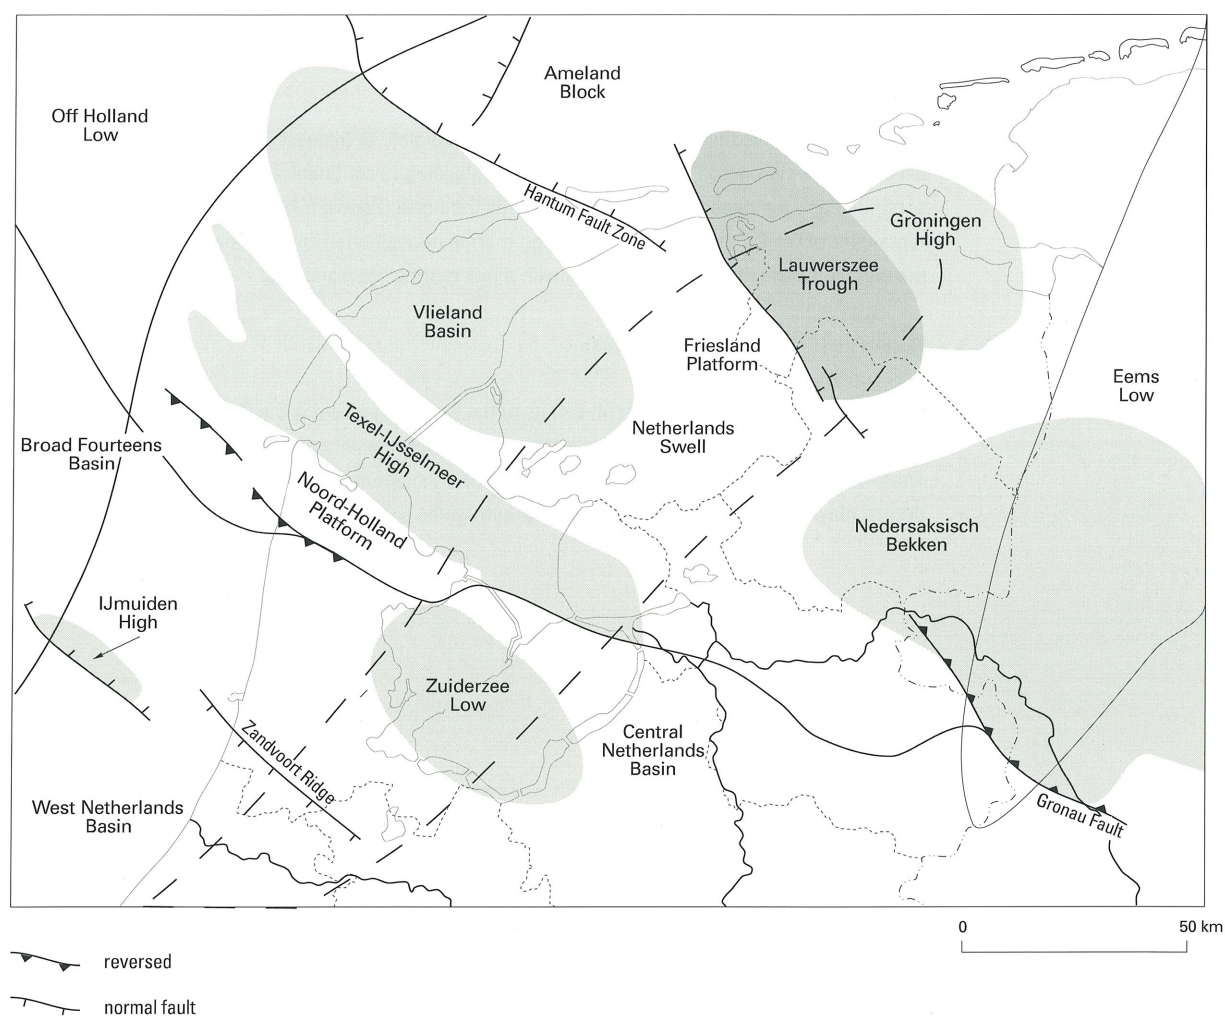 Off Holland
Low
Ameland
Block
Hantum Fault Zone
Groningen
High
Lauwerszee
Trough
Vlieland
Basin
Friesland
Platform
Eems
Low
Broad Fourteens
Basin
Texel-IJsselmeer
High
Netherlands
Swell
Noord-Holland
Platform
Nedersaksisch
Bekken
IJmuiden
High
Zuiderzee
Low
Central
Netherlands
Basin
Zandvoort Ridge
West Netherlands
Basin
Gronau Fault
0 50 km
reversed
normal fault